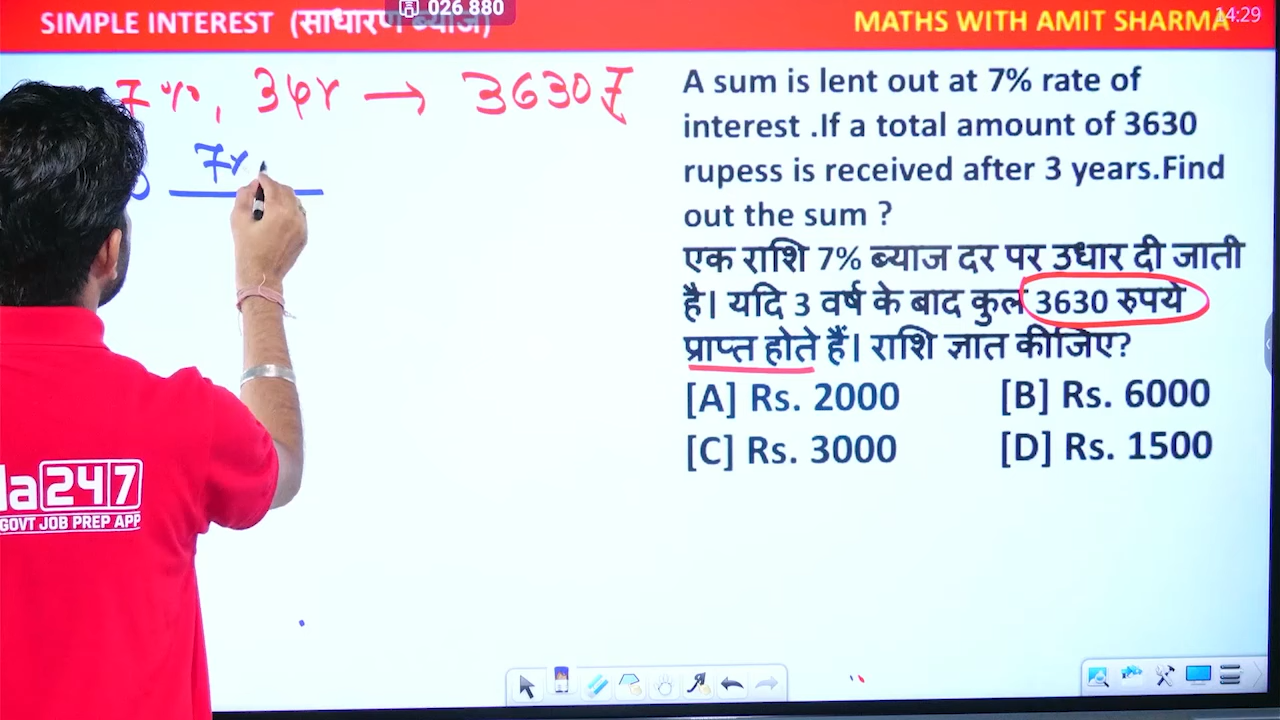 026 880
SIMPLE INTEREST (साधारण ब्याज)
MATHS WITH AMIT SHARMA
14:29
7%, 3yr → 3630₹
7x
A sum is lent out at 7% rate of
interest .If a total amount of 3630
rupess is received after 3 years.Find
out the sum ?
एक राशि 7% ब्याज दर पर उधार दी जाती
है। यदि 3 वर्ष के बाद कुल 3630 रुपये
प्राप्त होते हैं। राशि ज्ञात कीजिए?
[A] Rs. 2000 [B] Rs. 6000
[C] Rs. 3000 [D] Rs. 1500
a247
GOVT JOB PREP APP